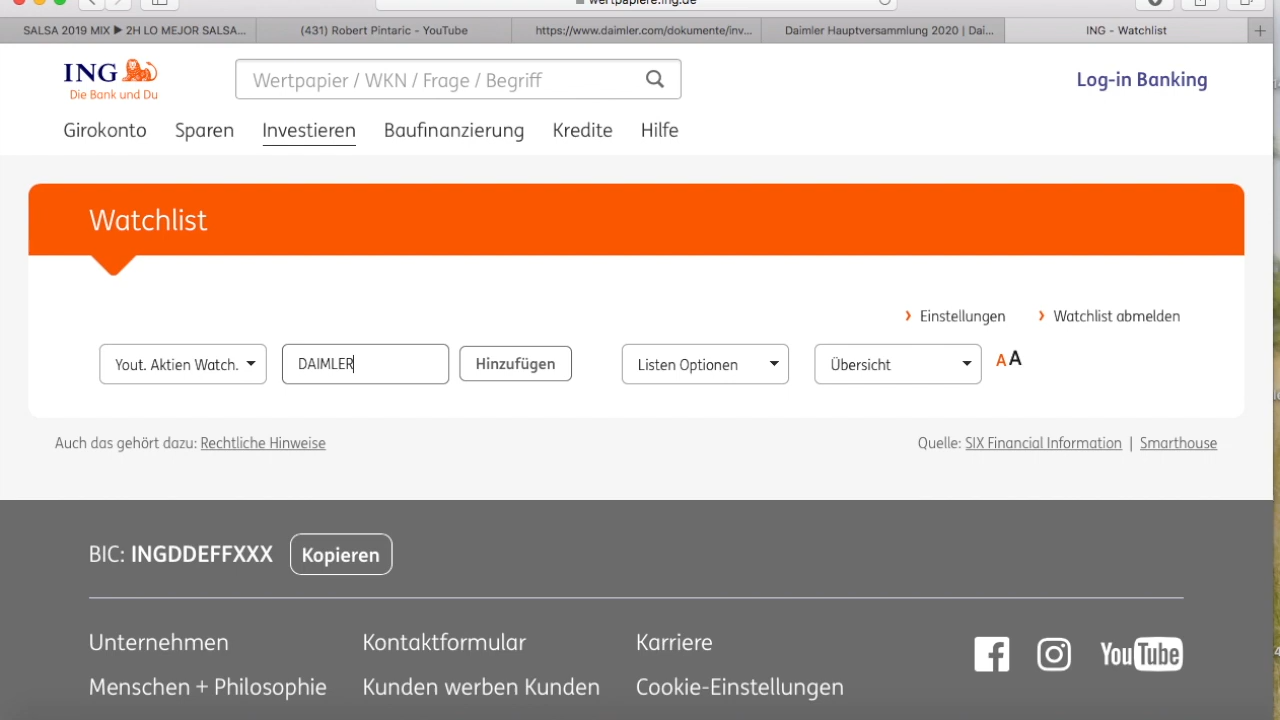 wertpapiere.ing.de
SALSA 2019 MIX ▶ 2H LO MEJOR SALSA...
(431) Robert Pintaric - YouTube
https://www.daimler.com/dokumente/inv...
Daimler Hauptversammlung 2020 | Dai...
ING - Watchlist
ING
Die Bank und Du
Wertpapier / WKN / Frage / Begriff
Log-in Banking
Girokonto Sparen Investieren Baufinanzierung Kredite Hilfe
Watchlist
Einstellungen Watchlist abmelden
Yout. Aktien Watch. DAIMLER Hinzufügen Listen Optionen Übersicht AA
Auch das gehört dazu: Rechtliche Hinweise
Quelle: SIX Financial Information | Smarthouse
BIC: INGDDEFFXXX Kopieren
Unternehmen Kontaktformular Karriere
YouTube
Menschen + Philosophie Kunden werben Kunden Cookie-Einstellungen